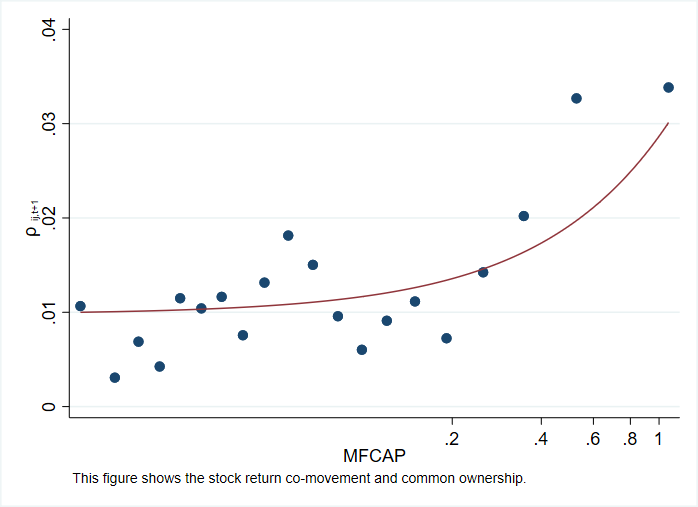 .04
.03
.02
.01
0
ρ ij,t+1
.2 .4 .6 .8 1
MFCAP
This figure shows the stock return co-movement and common ownership.